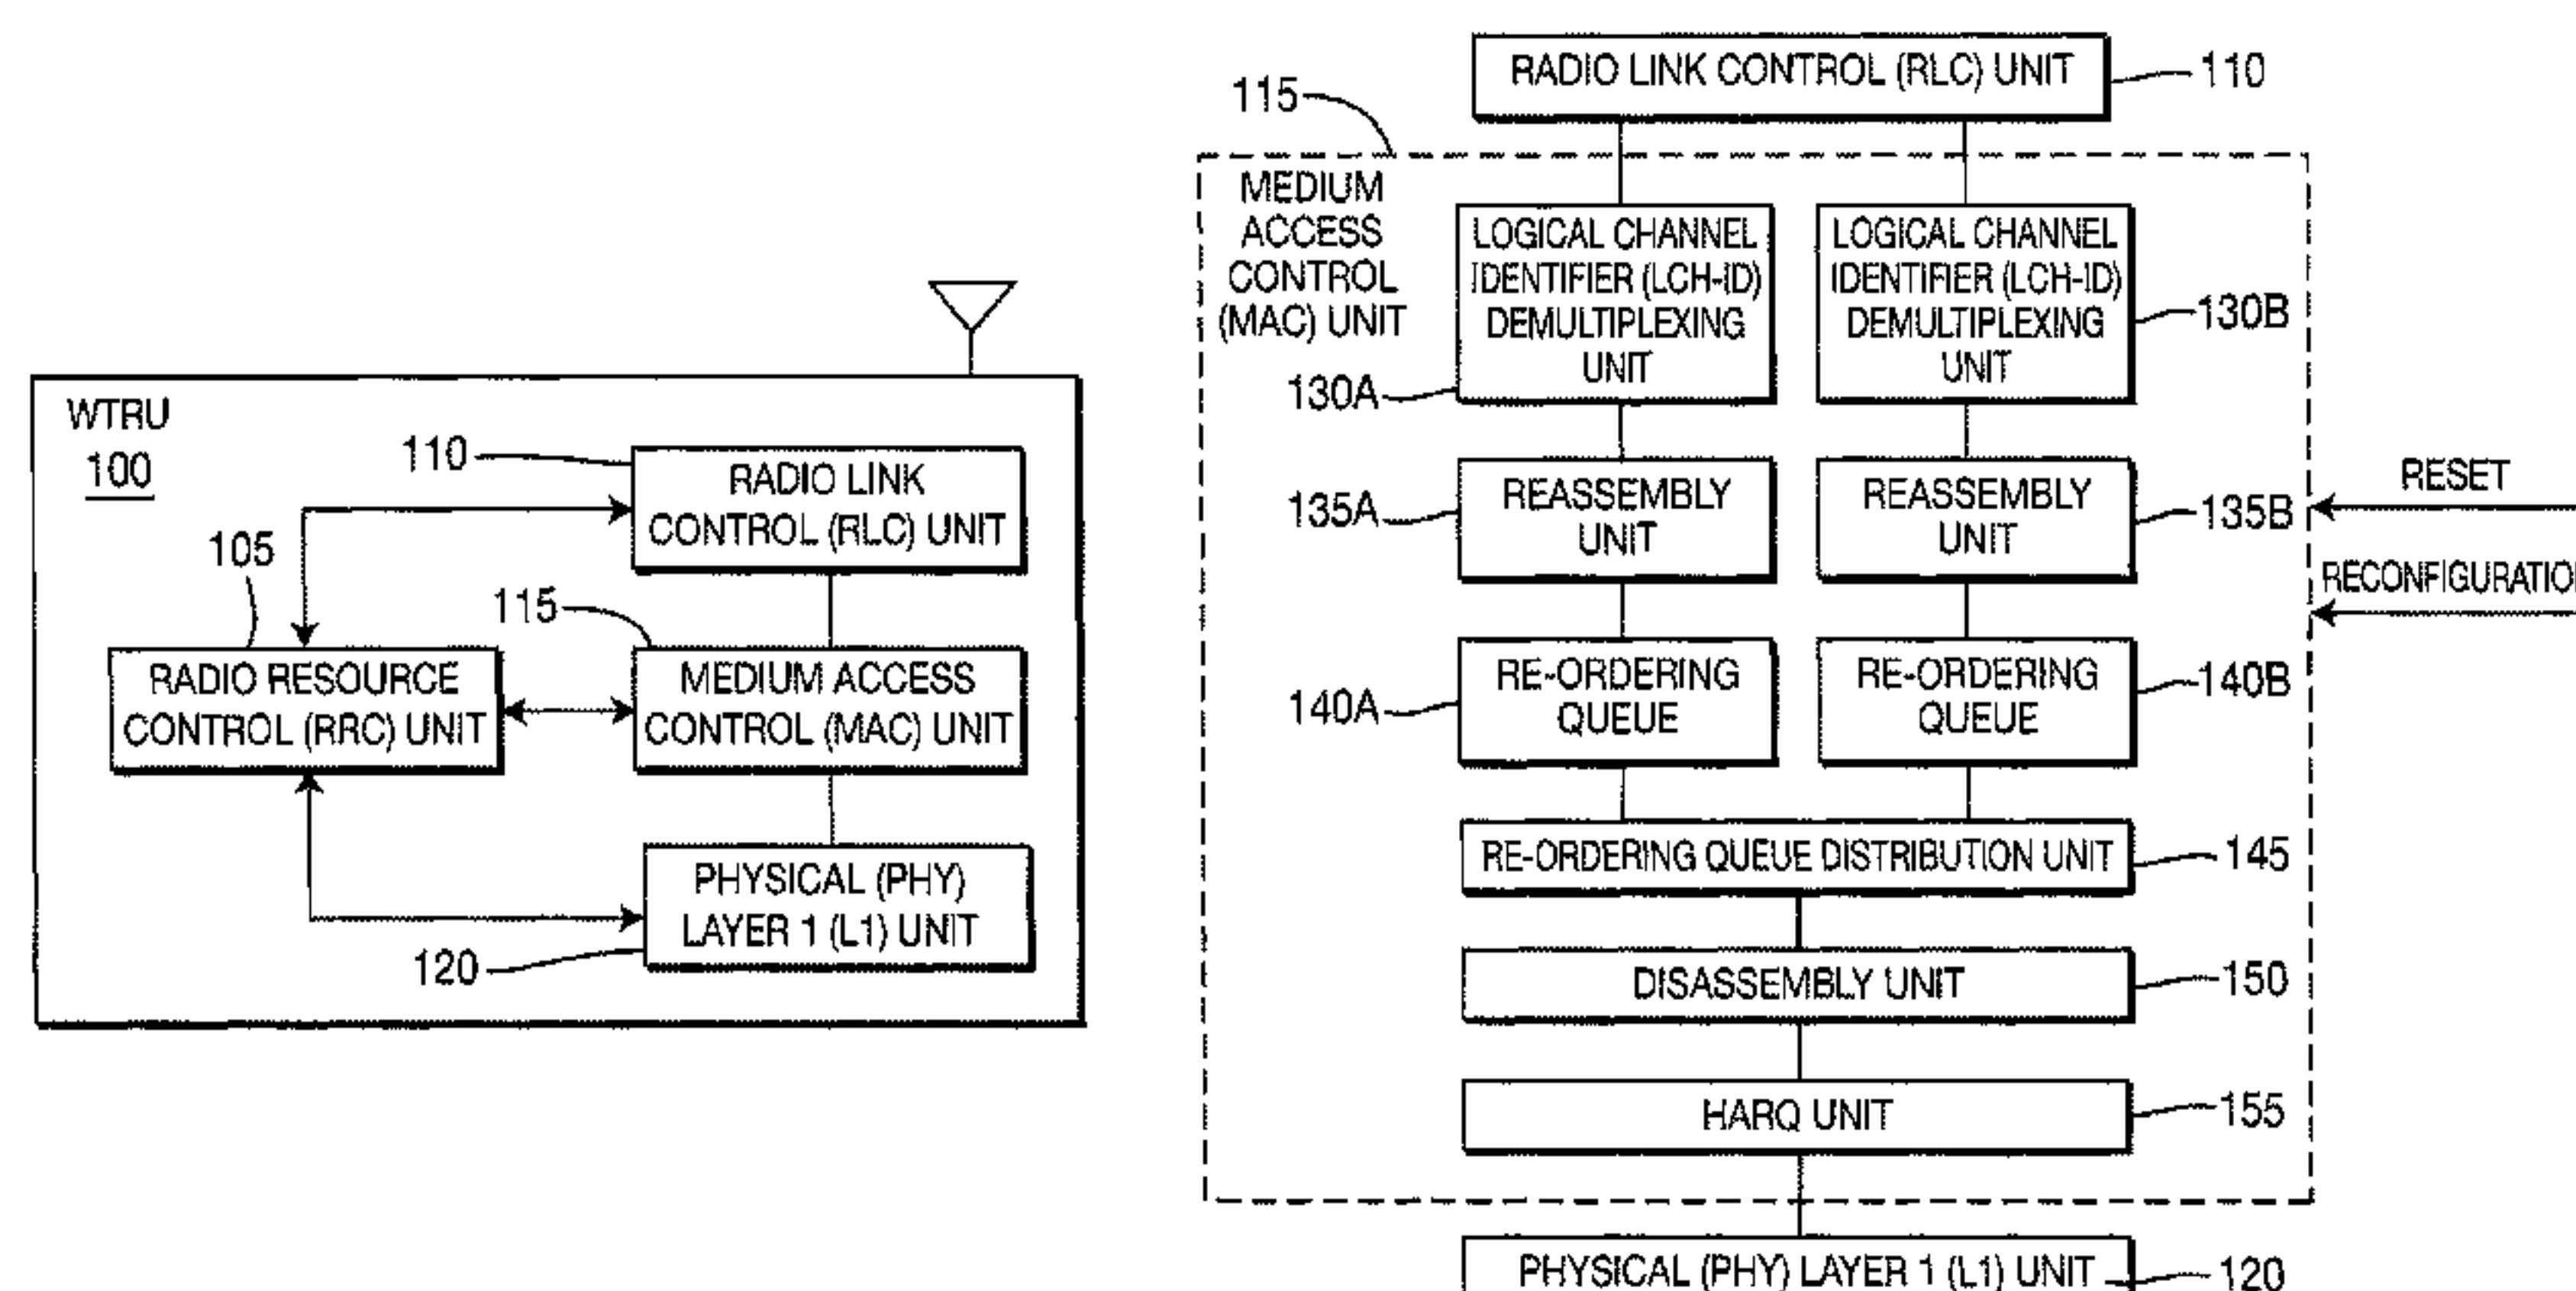 WTRU
100
110
RADIO LINK
CONTROL (RLC) UNIT
105
115
RADIO RESOURCE
CONTROL (RRC) UNIT
MEDIUM ACCESS
CONTROL (MAC) UNIT
PHYSICAL (PHY)
LAYER 1 (L1) UNIT
120
RADIO LINK CONTROL (RLC) UNIT
110
115
MEDIUM
ACCESS
CONTROL
(MAC) UNIT
LOGICAL CHANNEL
IDENTIFIER (LCH-ID)
DEMULTIPLEXING
UNIT
130A
LOGICAL CHANNEL
IDENTIFIER (LCH-ID)
DEMULTIPLEXING
UNIT
130B
135A
REASSEMBLY
UNIT
REASSEMBLY
UNIT
135B
RESET
RECONFIGURATION
140A
RE-ORDERING
QUEUE
RE-ORDERING
QUEUE
140B
RE-ORDERING QUEUE DISTRIBUTION UNIT
145
DISASSEMBLY UNIT
150
HARQ UNIT
155
PHYSICAL (PHY) LAYER 1 (L1) UNIT
120